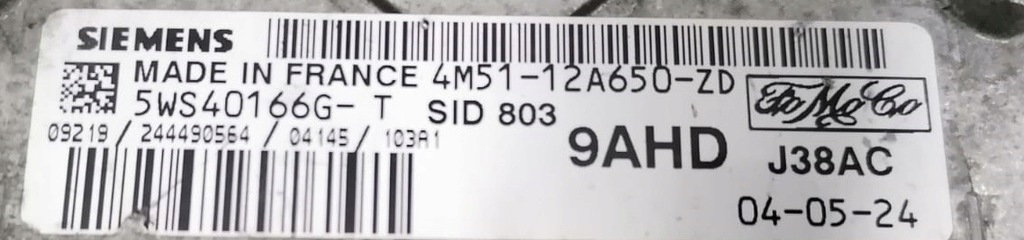 SIEMENS
MADE IN FRANCE 4M51-12A650-ZD
5WS40166G- T SID 803
FoMoCo
09219 / 244490564 / 04145 / 103A1
9AHD J38AC
04-05-24